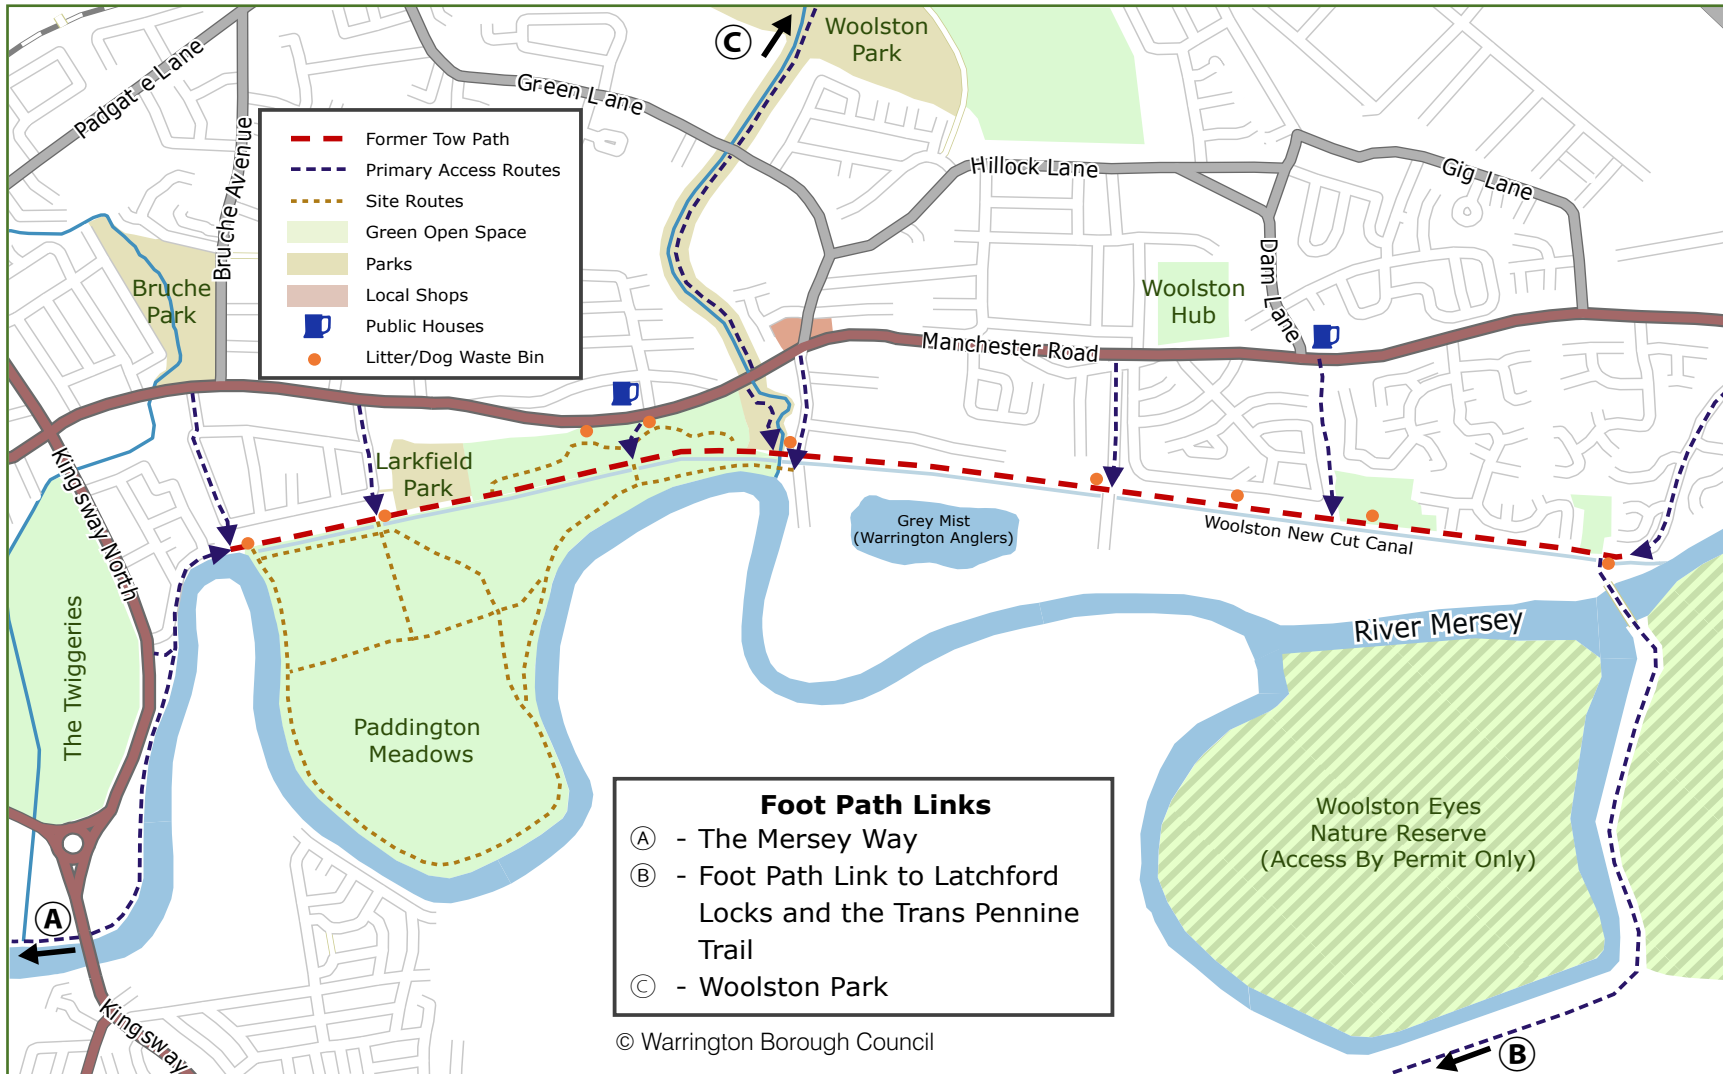 C
Woolston
Park
Padgate Lane
Green Lane
Bruche Avenue
Former Tow Path
Primary Access Routes
Site Routes
Green Open Space
Parks
Local Shops
Public Houses
Litter/Dog Waste Bin
Hillock Lane
Gig Lane
Dam Lane
Bruche
Park
Woolston
Hub
Manchester Road
Larkfield
Park
Kingsway North
Grey Mist
(Warrington Anglers)
Woolston New Cut Canal
River Mersey
The Twiggeries
Paddington
Meadows
Foot Path Links
A - The Mersey Way
B - Foot Path Link to Latchford
Locks and the Trans Pennine
Trail
C - Woolston Park
Woolston Eyes
Nature Reserve
(Access By Permit Only)
A
Kingsway
© Warrington Borough Council
B